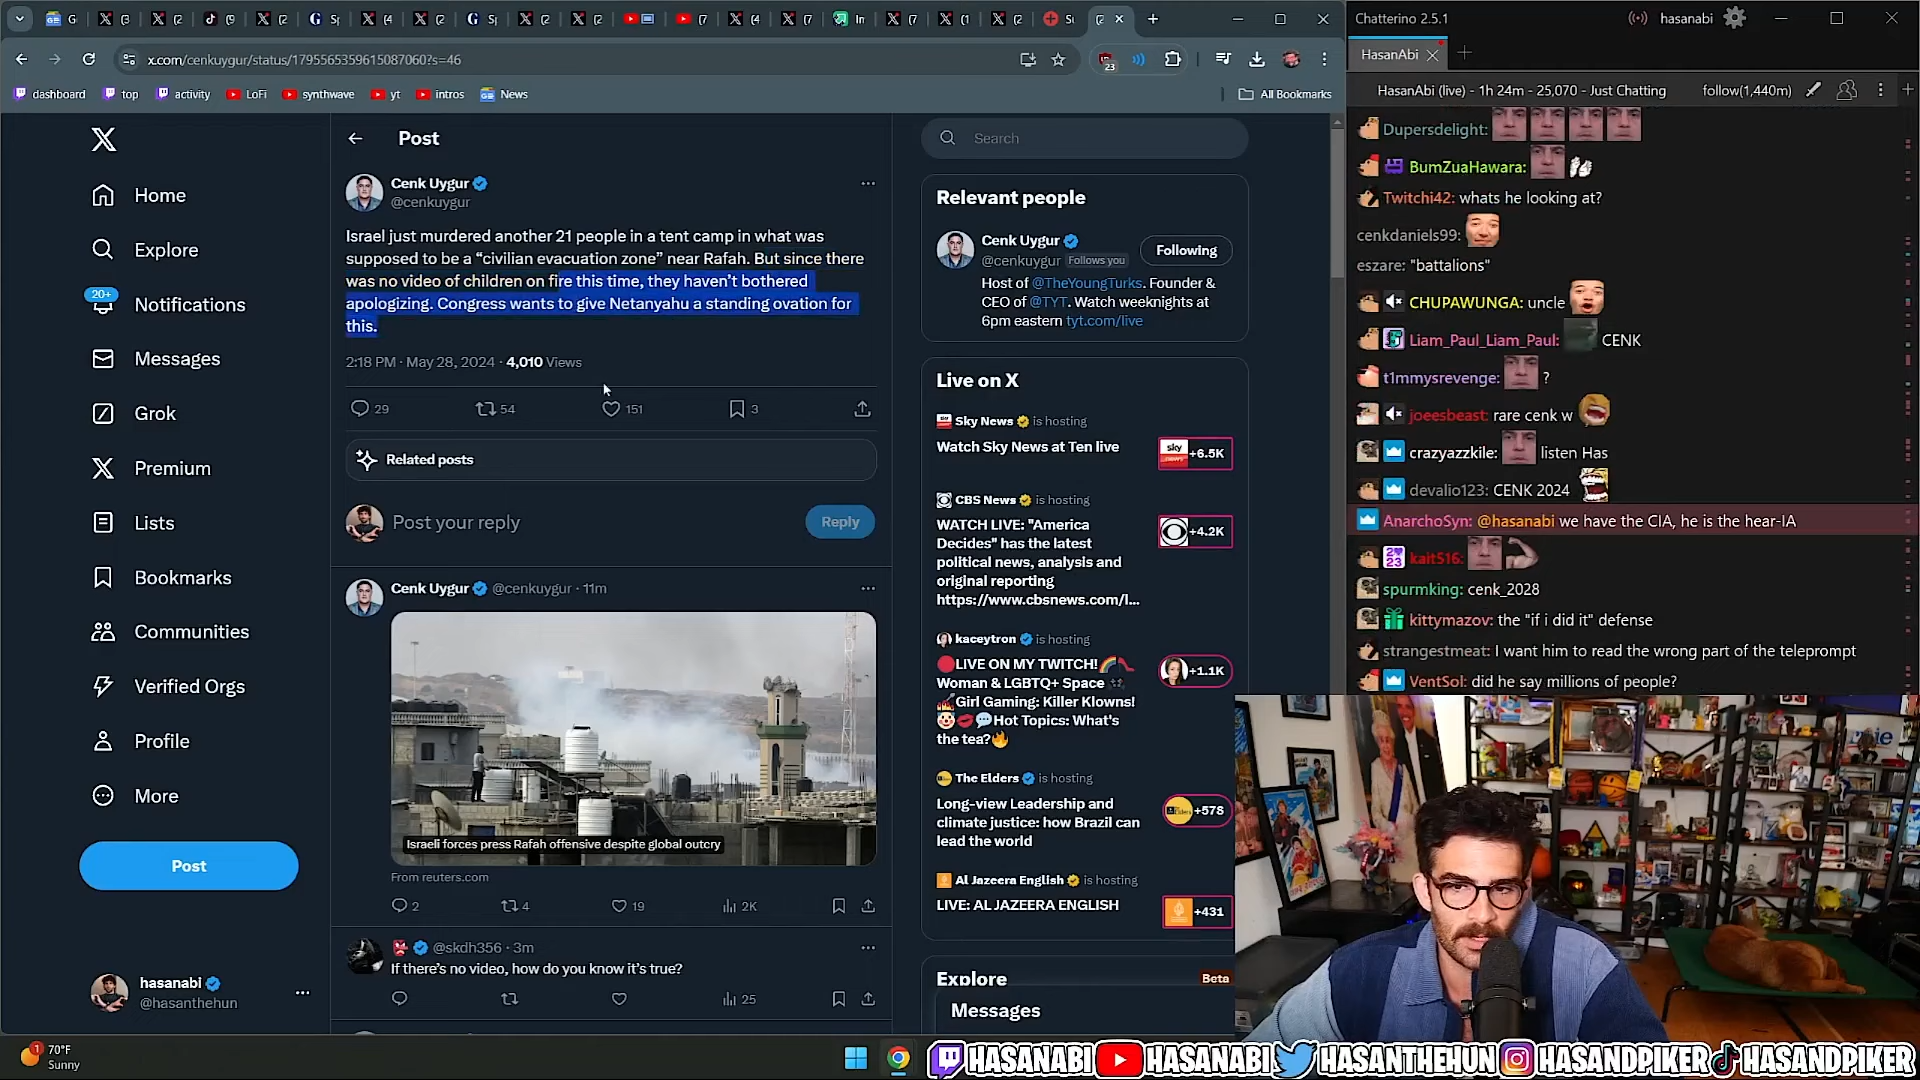 x.com/cenkuygur/status/1795565359615087060?s=46
23
dashboard
top
activity
LoFi
synthwave
yt
intros
News
All Bookmarks
Home
Explore
20+
Notifications
Messages
Grok
Premium
Lists
Bookmarks
Communities
Verified Orgs
Profile
More
Post
hasanabi
@hasanthehun
Post
Cenk Uygur
@cenkuygur
Israel just murdered another 21 people in a tent camp in what was
supposed to be a “civilian evacuation zone” near Rafah. But since there
was no video of children on fire this time, they haven’t bothered
apologizing. Congress wants to give Netanyahu a standing ovation for
this.
2:18 PM · May 28, 2024 · 4,010 Views
29
54
151
3
Related posts
Post your reply
Reply
Cenk Uygur @cenkuygur · 11m
Israeli forces press Rafah offensive despite global outcry
From reuters.com
2
4
19
2K
@skdh356 · 3m
If there’s no video, how do you know it’s true?
25
Search
Relevant people
Cenk Uygur
@cenkuygur Follows you
Following
Host of @TheYoungTurks. Founder &
CEO of @TYT. Watch weeknights at
6pm eastern tyt.com/live
Live on X
Sky News is hosting
Watch Sky News at Ten live
sky
+6.5K
CBS News is hosting
WATCH LIVE: "America
Decides" has the latest
political news, analysis and
original reporting
https://www.cbsnews.com/l...
+4.2K
kaceytron is hosting
LIVE ON MY TWITCH!
Woman & LGBTQ+ Space
Girl Gaming: Killer Klowns!
Hot Topics: What's
the tea?
+1.1K
The Elders is hosting
Long-view Leadership and
climate justice: how Brazil can
lead the world
+578
Al Jazeera English is hosting
LIVE: AL JAZEERA ENGLISH
+431
Explore
Beta
Messages
Chatterino 2.5.1
hasanabi
HasanAbi
HasanAbi (live) - 1h 24m - 25,070 - Just Chatting
follow(1,440m)
Dupersdelight:
BumZuaHawara:
Twitchi42: whats he looking at?
cenkdaniels99:
eszare: "battalions"
CHUPAWUNGA: uncle
Liam_Paul_Liam_Paul: CENK
t1mmysrevenge: ?
joeesbeast: rare cenk w
crazyazzkile: listen Has
devalio123: CENK 2024
AnarchoSyn: @hasanabi we have the CIA, he is the hear-IA
kait516:
spurmking: cenk_2028
kittymazov: the "if i did it" defense
strangestmeat: I want him to read the wrong part of the teleprompt
VentSol: did he say millions of people?
1
70°F
Sunny
HASANABI
HASANABI
HASANTHEHUN
HASANDPIKER
HASANDPIKER